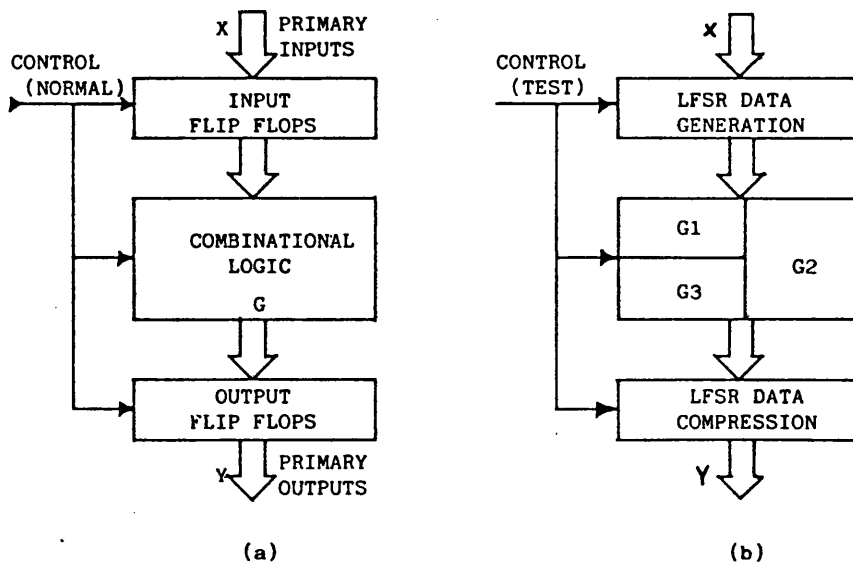 X PRIMARY
INPUTS
CONTROL
(NORMAL)
INPUT
FLIP FLOPS
COMBINATIONAL
LOGIC
G
OUTPUT
FLIP FLOPS
Y PRIMARY
OUTPUTS
(a)
X
CONTROL
(TEST)
LFSR DATA
GENERATION
G1
G2
G3
LFSR DATA
COMPRESSION
Y
(b)